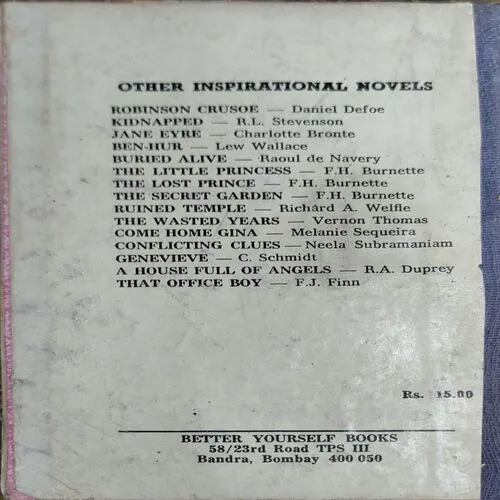 OTHER INSPIRATIONAL NOVELS
ROBINSON CRUSOE — Daniel Defoe
KIDNAPPED — R.L. Stevenson
JANE EYRE — Charlotte Bronte
BEN-HUR — Lew Wallace
BURIED ALIVE — Raoul de Navery
THE LITTLE PRINCESS — F.H. Burnette
THE LOST PRINCE — F.H. Burnette
THE SECRET GARDEN — F.H. Burnette
RUINED TEMPLE — Richard A. Welfle
THE WASTED YEARS — Vernon Thomas
COME HOME GINA — Melanie Sequeira
CONFLICTING CLUES — Neela Subramaniam
GENEVIEVE — C. Schmidt
A HOUSE FULL OF ANGELS — R.A. Duprey
THAT OFFICE BOY — F.J. Finn
Rs. 15.00
BETTER YOURSELF BOOKS
58/23rd Road TPS III
Bandra, Bombay 400 050